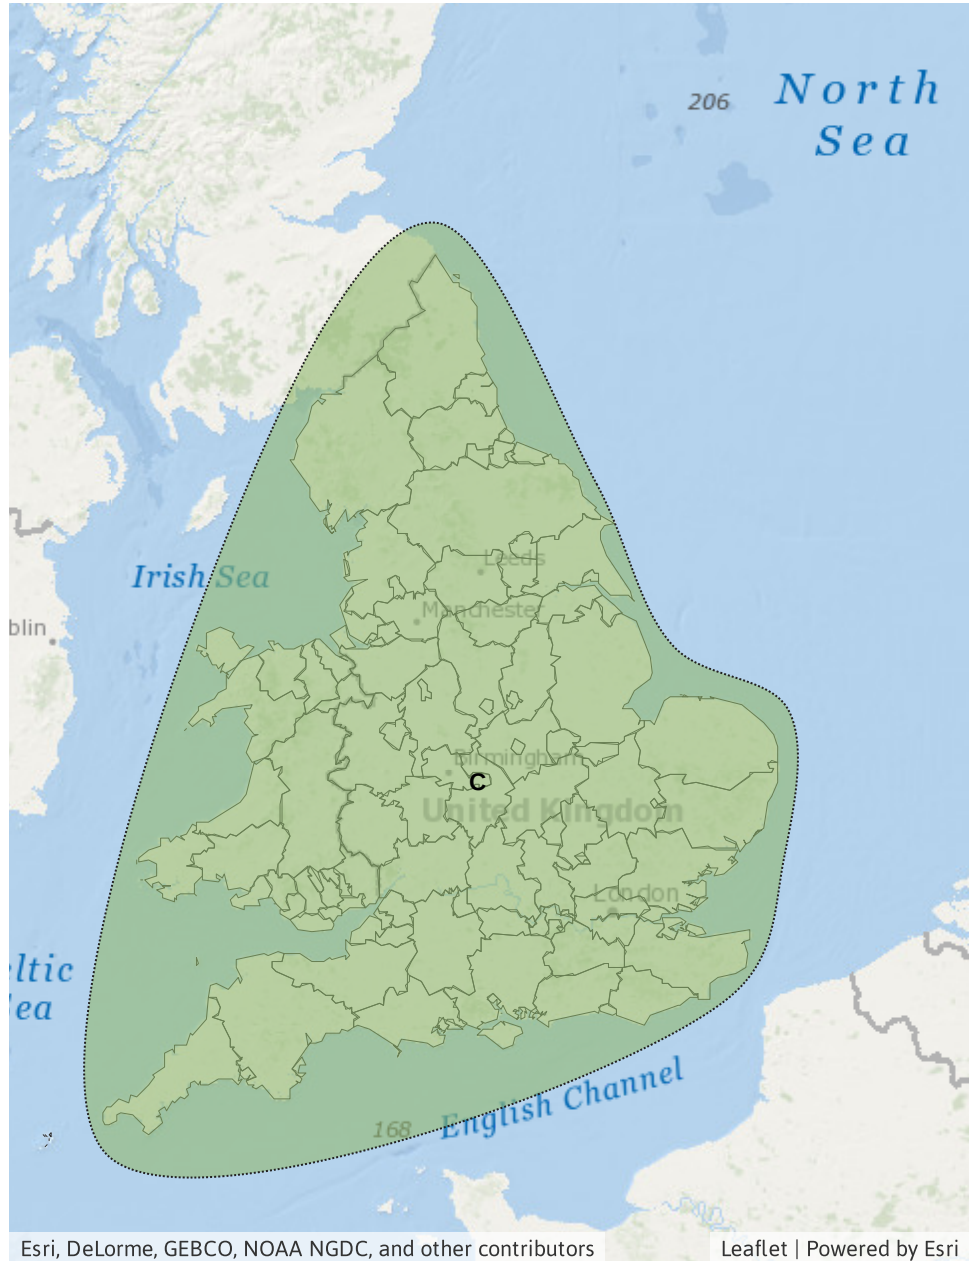 206
North
Sea
Irish Sea
blin
Leeds
Manchester
Birmingham
C
United Kingdom
London
ltic
ea
168
English Channel
Esri, DeLorme, GEBCO, NOAA NGDC, and other contributors
Leaflet | Powered by Esri